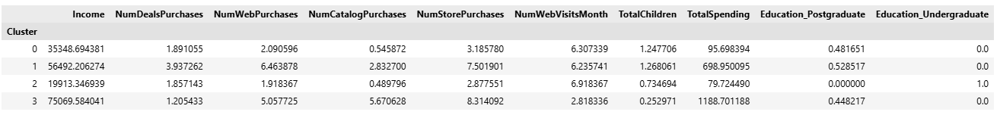 Income NumDealsPurchases NumWebPurchases NumCatalogPurchases NumStorePurchases NumWebVisitsMonth TotalChildren TotalSpending Education_Postgraduate Education_Undergraduate
Cluster
0 35348.694381 1.891055 2.090596 0.545872 3.185780 6.307339 1.247706 95.698394 0.481651 0.0
1 56492.206274 3.937262 6.463878 2.832700 7.501901 6.235741 1.268061 698.950095 0.528517 0.0
2 19913.346939 1.857143 1.918367 0.489796 2.877551 6.918367 0.734694 79.724490 0.000000 1.0
3 75069.584041 1.205433 5.057725 5.670628 8.314092 2.818336 0.252971 1188.701188 0.448217 0.0